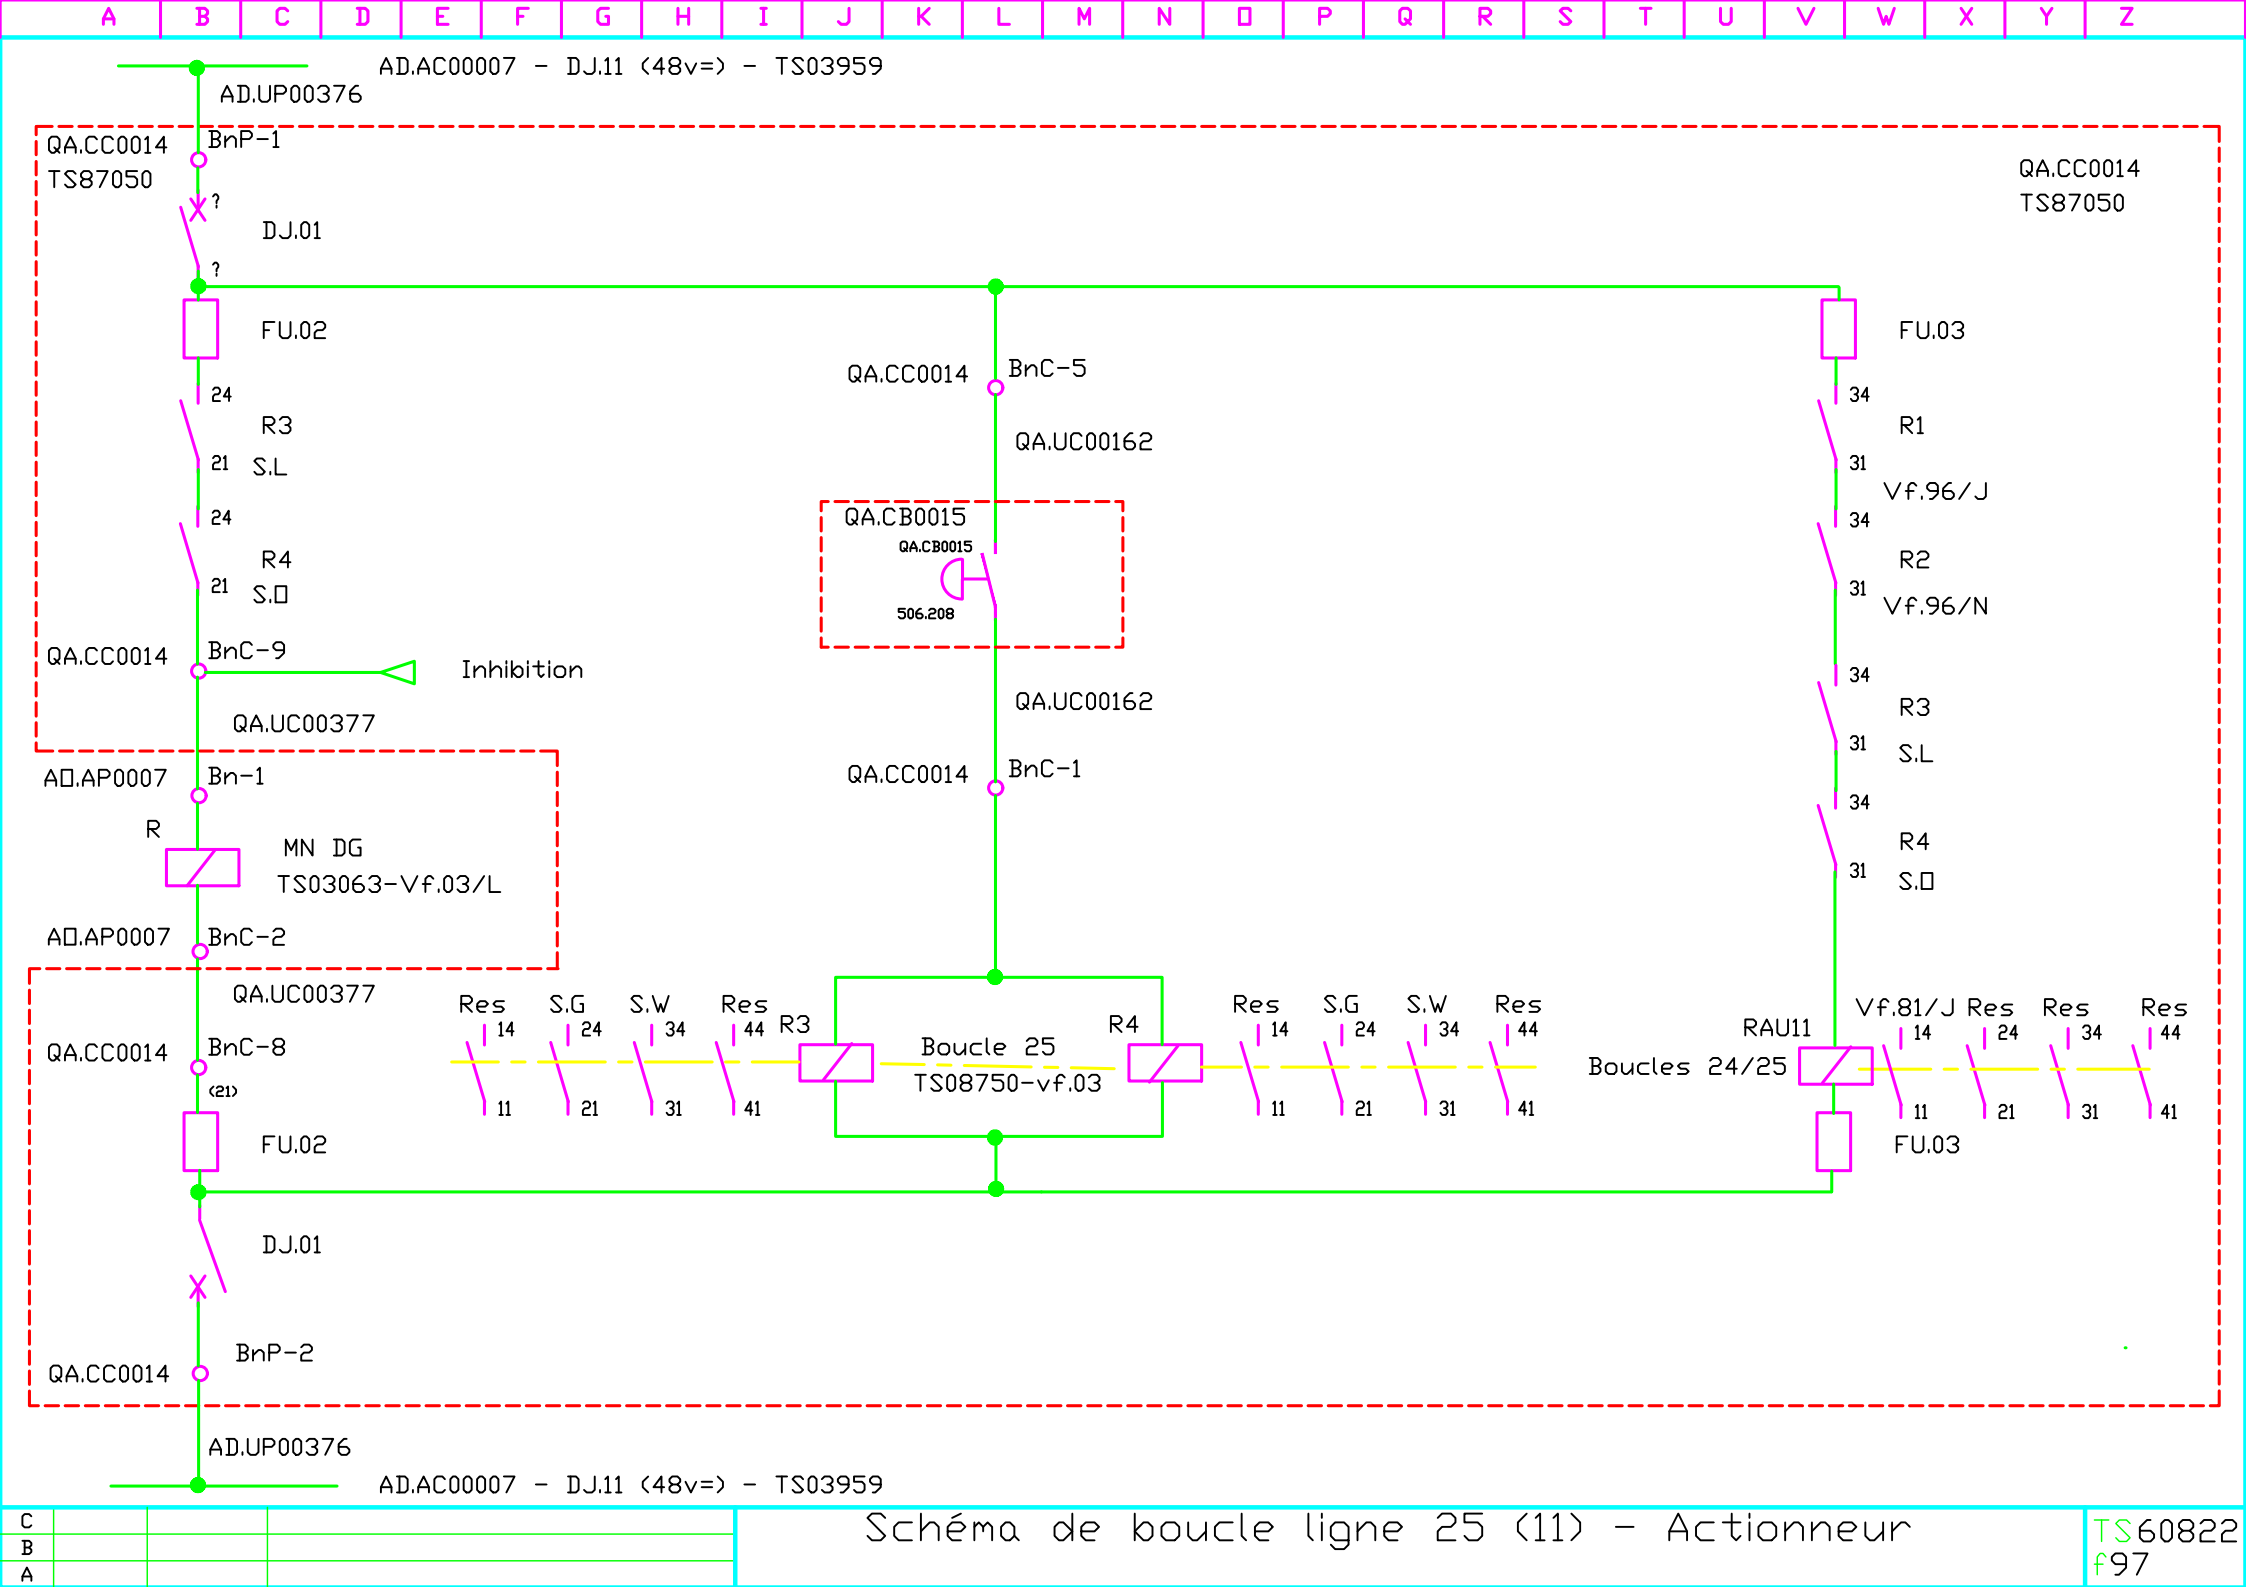 A B C D E F G H I J K L M N O P Q R S T U V W X Y Z
AD.AC00007 - DJ.11 (48v=) - TS03959
AD.UP00376
QA.CC0014
TS87050
BnP-1
QA.CC0014
TS87050
?
DJ.01
?
FU.02
FU.03
24
R3
21
S.L
24
R4
21
S.O
QA.CC0014
BnC-5
QA.UC00162
QA.CB0015
QA.CB0015
506.208
34
R1
31
Vf.96/J
34
R2
31
Vf.96/N
QA.CC0014
BnC-9
Inhibition
QA.UC00377
QA.UC00162
34
R3
31
S.L
AO.AP0007
Bn-1
QA.CC0014
BnC-1
34
R4
31
S.O
R
MN DG
TS03063-Vf.03/L
AO.AP0007
BnC-2
QA.UC00377
QA.CC0014
BnC-8
(21)
FU.02
Res S.G S.W Res
14 24 34 44
11 21 31 41
R3
Boucle 25
TS08750-vf.03
R4
Res S.G S.W Res
14 24 34 44
11 21 31 41
RAU11
Boucles 24/25
Vf.81/J Res Res Res
14 24 34 44
11 21 31 41
FU.03
DJ.01
BnP-2
QA.CC0014
AD.UP00376
AD.AC00007 - DJ.11 (48v=) - TS03959
C
B
A
Schéma de boucle ligne 25 (11) - Actionneur
TS60822
f97